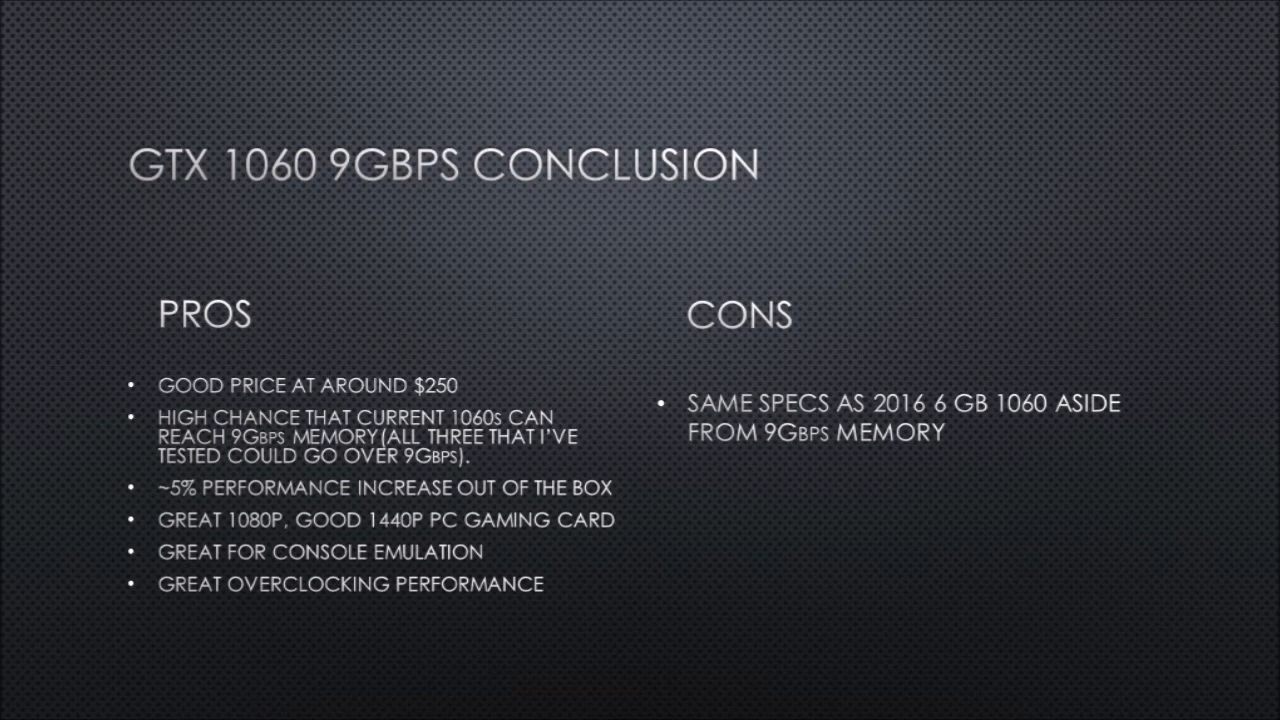 GTX 1060 9GBPS CONCLUSION
PROS
• GOOD PRICE AT AROUND $250
• HIGH CHANCE THAT CURRENT 1060s CAN
REACH 9GBPS MEMORY(ALL THREE THAT I'VE
TESTED COULD GO OVER 9GBPS).
• ~5% PERFORMANCE INCREASE OUT OF THE BOX
• GREAT 1080P, GOOD 1440P PC GAMING CARD
• GREAT FOR CONSOLE EMULATION
• GREAT OVERCLOCKING PERFORMANCE
CONS
• SAME SPECS AS 2016 6 GB 1060 ASIDE
FROM 9GBPS MEMORY